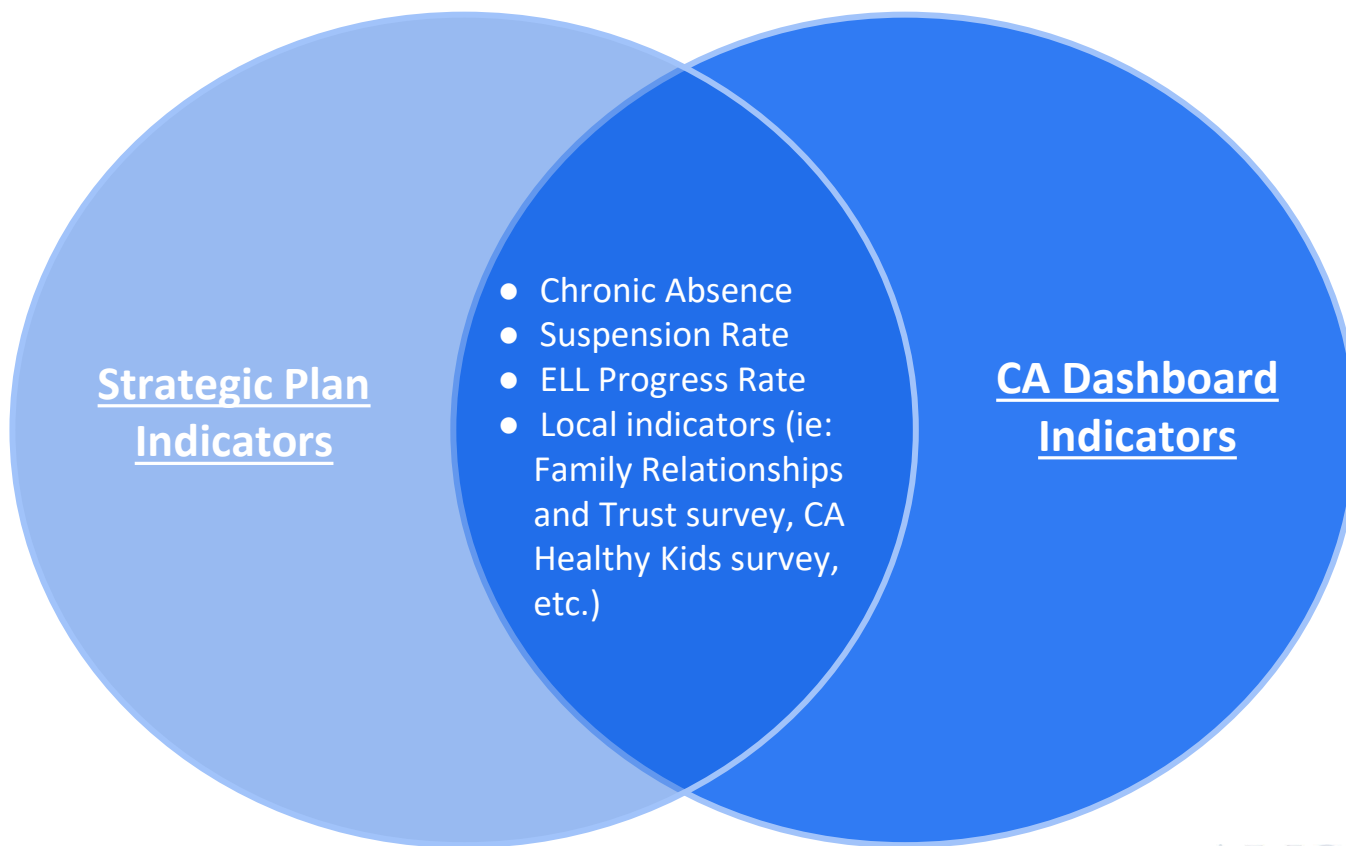 Strategic Plan
Indicators
● Chronic Absence
● Suspension Rate
● ELL Progress Rate
● Local indicators (ie:
Family Relationships
and Trust survey, CA
Healthy Kids survey,
etc.)
CA Dashboard
Indicators